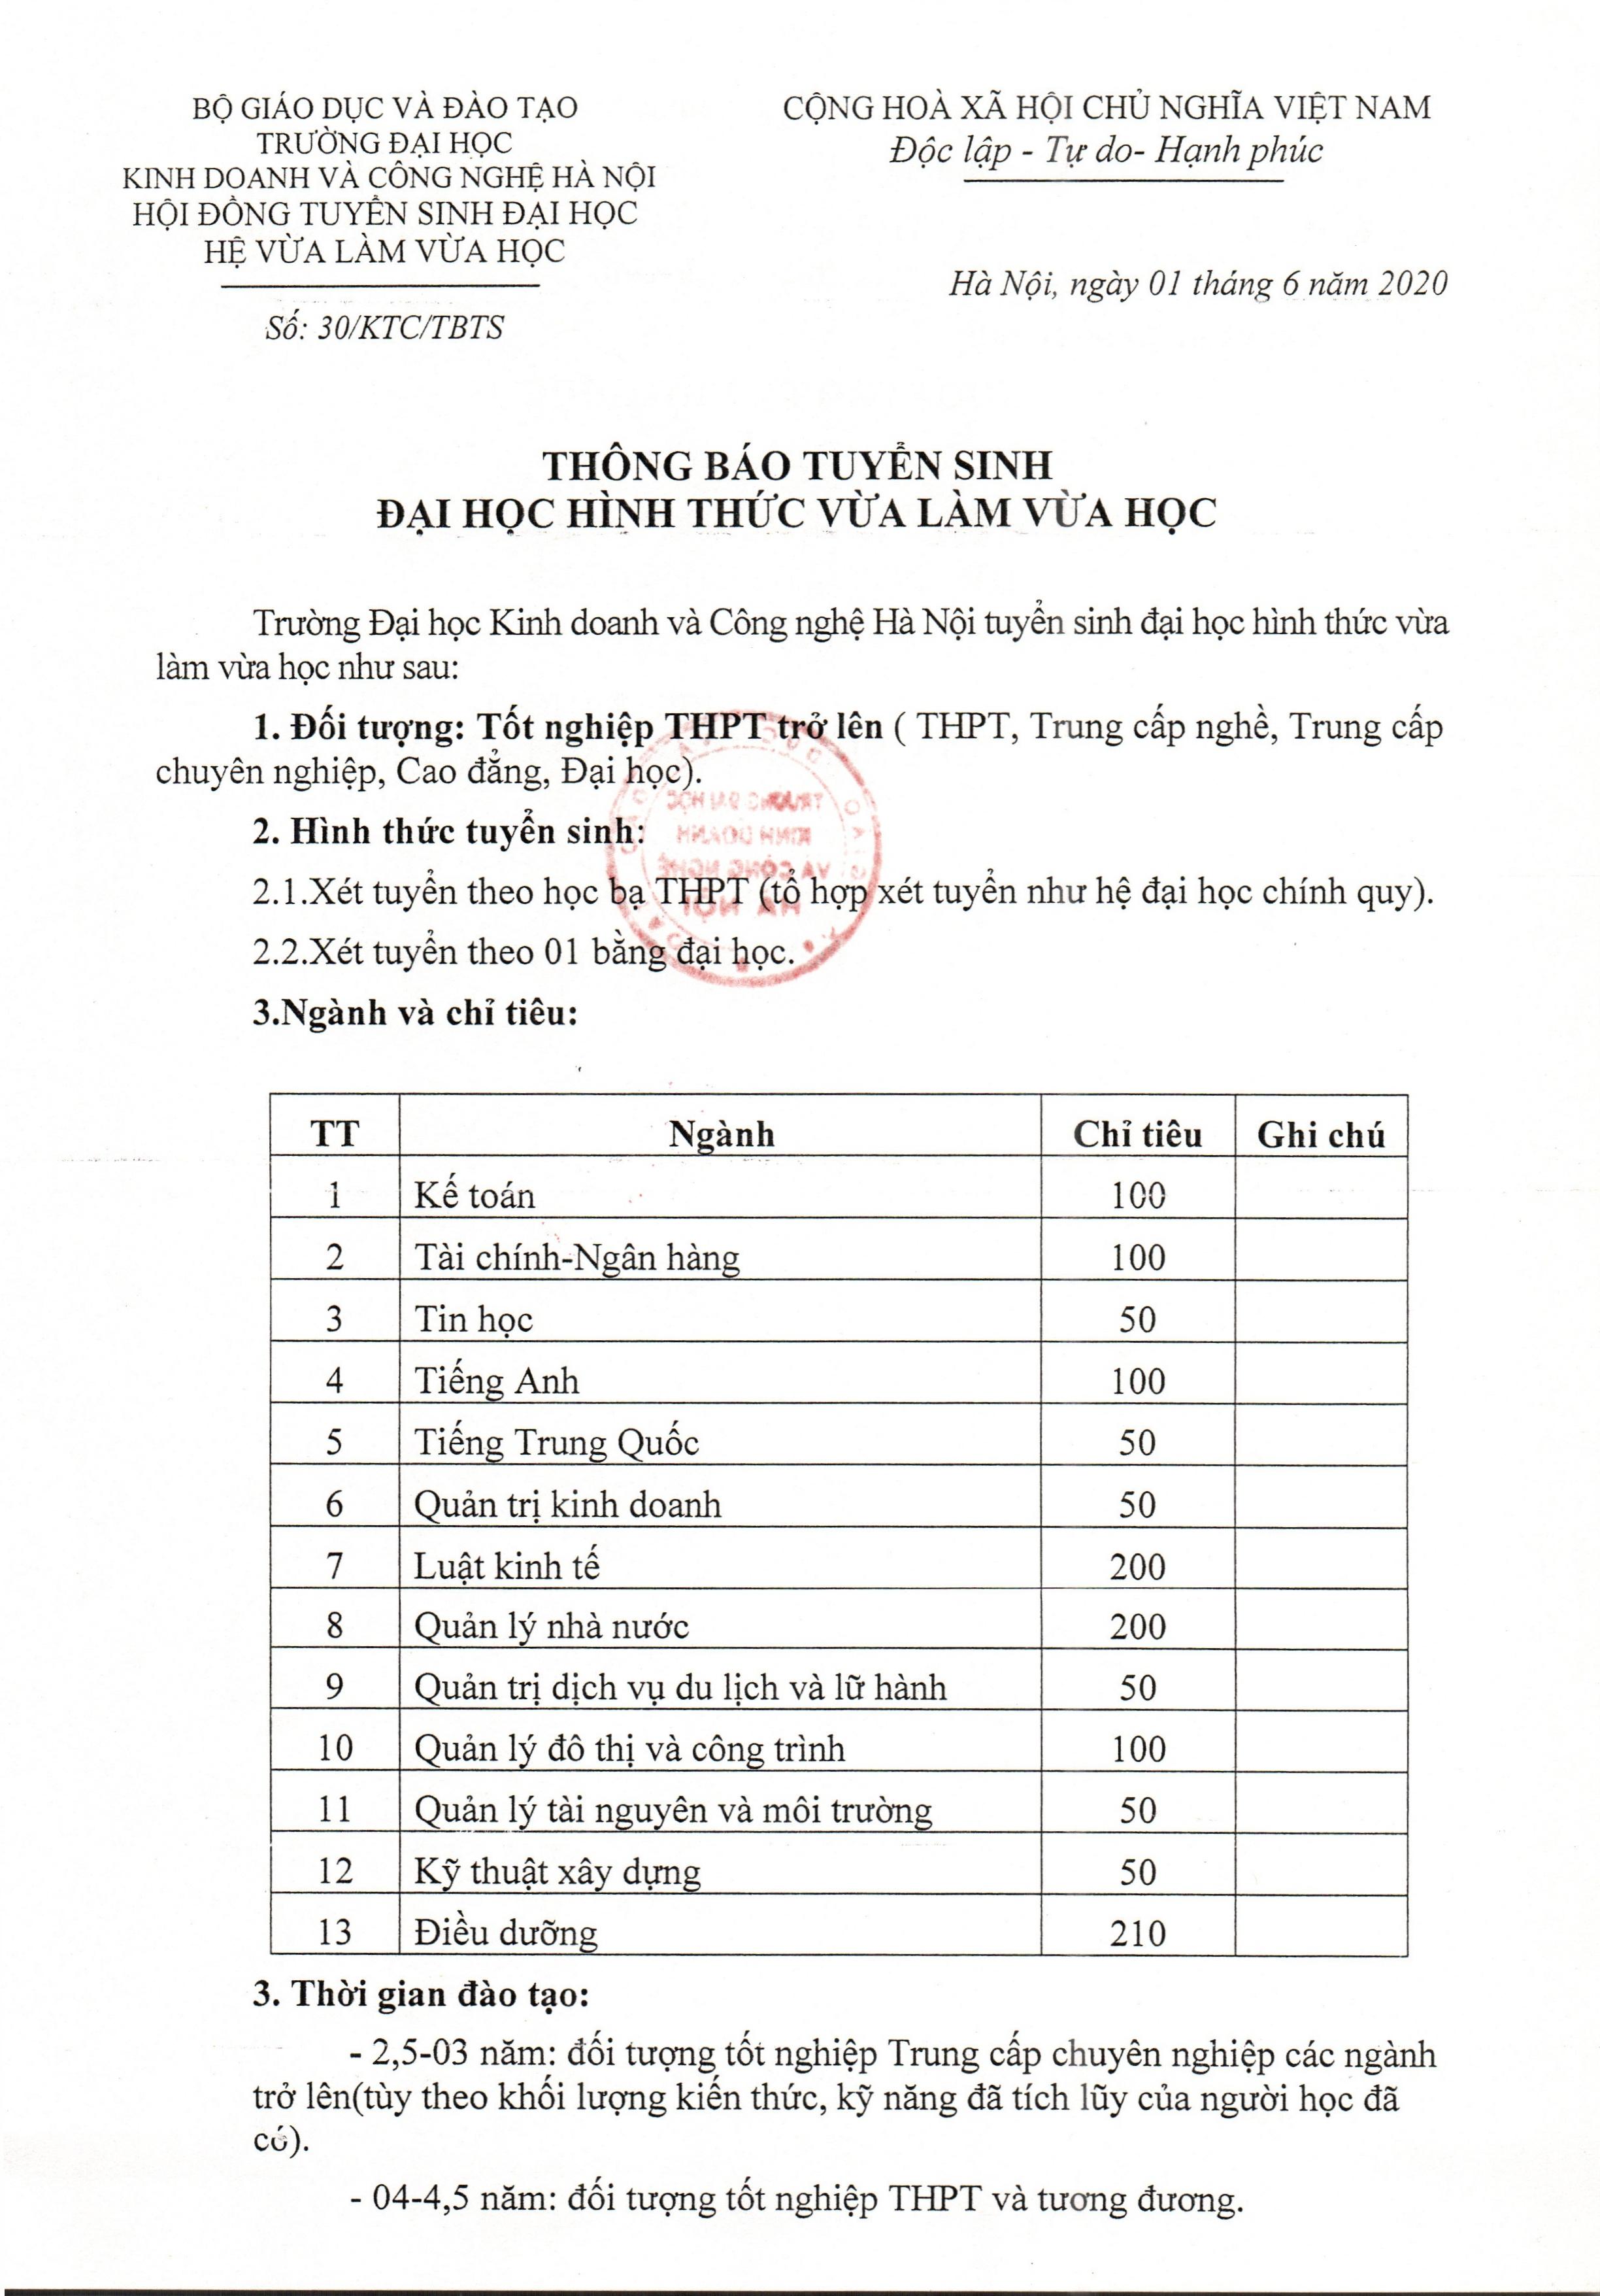 BỘ GIÁO DỤC VÀ ĐÀO TẠO
TRƯỜNG ĐẠI HỌC
KINH DOANH VÀ CÔNG NGHỆ HÀ NỘI
HỘI ĐỒNG TUYỂN SINH ĐẠI HỌC
HỆ VỪA LÀM VỪA HỌC
Số: 30/KTC/TBTS
CỘNG HOÀ XÃ HỘI CHỦ NGHĨA VIỆT NAM
Độc lập - Tự do- Hạnh phúc
Hà Nội, ngày 01 tháng 6 năm 2020
THÔNG BÁO TUYỂN SINH
ĐẠI HỌC HÌNH THỨC VỪA LÀM VỪA HỌC
Trường Đại học Kinh doanh và Công nghệ Hà Nội tuyển sinh đại học hình thức vừa
làm vừa học như sau:
1. Đối tượng: Tốt nghiệp THPT trở lên ( THPT, Trung cấp nghề, Trung cấp
chuyên nghiệp, Cao đẳng, Đại học).
2. Hình thức tuyển sinh:
2.1.Xét tuyển theo học bạ THPT (tổ hợp xét tuyển như hệ đại học chính quy).
2.2.Xét tuyển theo 01 bằng đại học.
TRƯỜNG ĐẠI HỌC
KINH DOANH
VÀ CÔNG NGHỆ
HÀ NỘI
3.Ngành và chỉ tiêu:
TT Ngành Chỉ tiêu Ghi chú
1 Kế toán 100
2 Tài chính-Ngân hàng 100
3 Tin học 50
4 Tiếng Anh 100
5 Tiếng Trung Quốc 50
6 Quản trị kinh doanh 50
7 Luật kinh tế 200
8 Quản lý nhà nước 200
9 Quản trị dịch vụ du lịch và lữ hành 50
10 Quản lý đô thị và công trình 100
11 Quản lý tài nguyên và môi trường 50
12 Kỹ thuật xây dựng 50
13 Điều dưỡng 210
3. Thời gian đào tạo:
- 2,5-03 năm: đối tượng tốt nghiệp Trung cấp chuyên nghiệp các ngành
trở lên(tùy theo khối lượng kiến thức, kỹ năng đã tích lũy của người học đã
có).
- 04-4,5 năm: đối tượng tốt nghiệp THPT và tương đương.